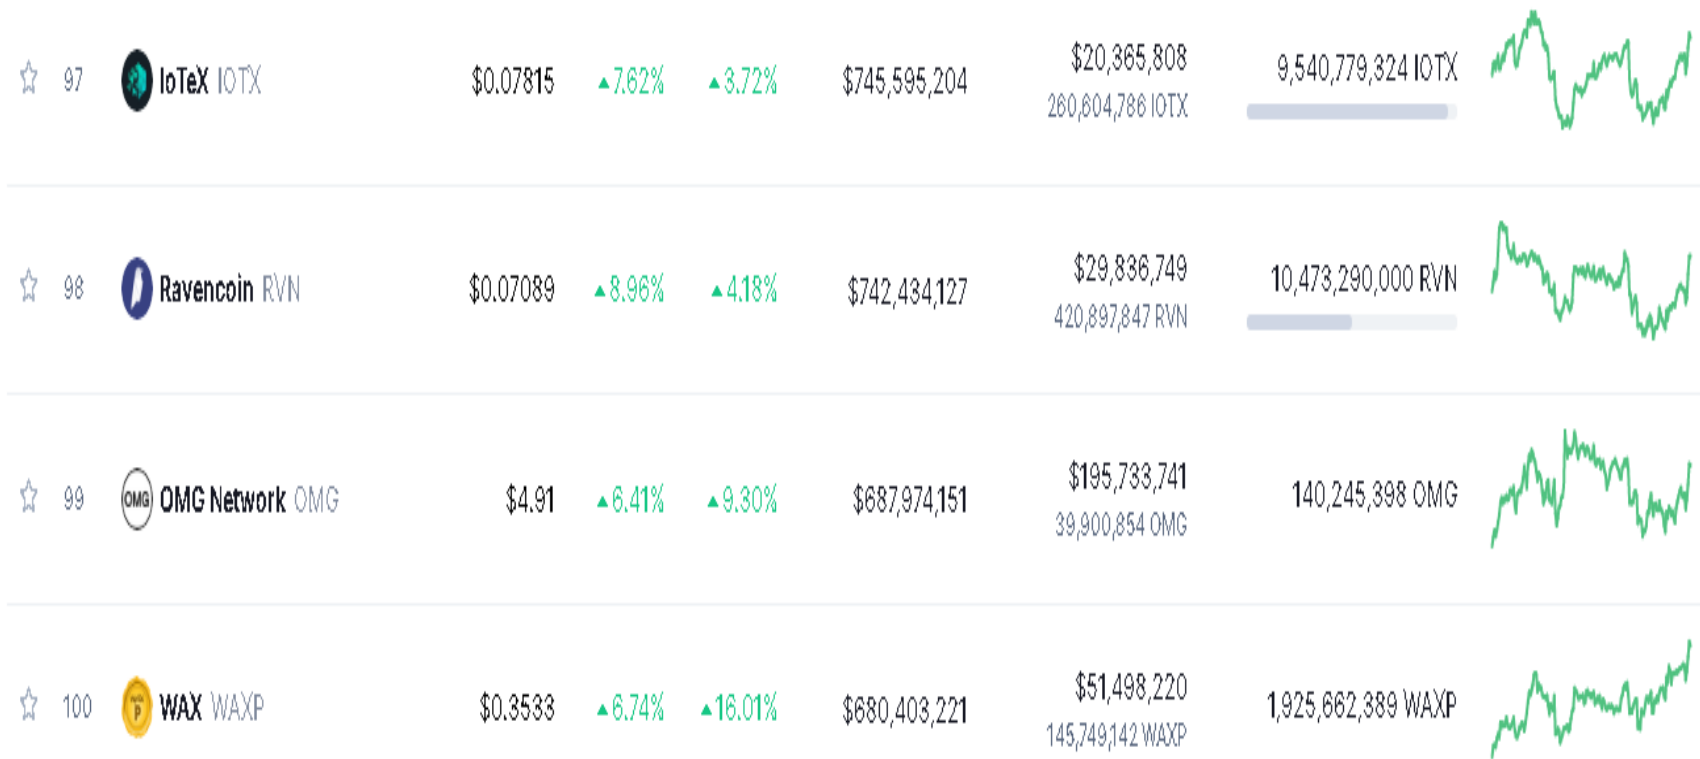 97 IoTeX IOTX $0.07815 ▲7.62% ▲3.72% $745,595,204 $20,365,808 9,540,779,324 IOTX
260,604,786 IOTX
98 Ravencoin RVN $0.07089 ▲8.96% ▲4.18% $742,434,127 $29,836,749 10,473,290,000 RVN
420,897,847 RVN
99 OMG OMG Network OMG $4.91 ▲6.41% ▲9.30% $687,974,151 $195,733,741 140,245,398 OMG
39,900,854 OMG
100 P WAX WAXP $0.3533 ▲6.74% ▲16.01% $680,403,221 $51,498,220 1,925,662,389 WAXP
145,749,142 WAXP